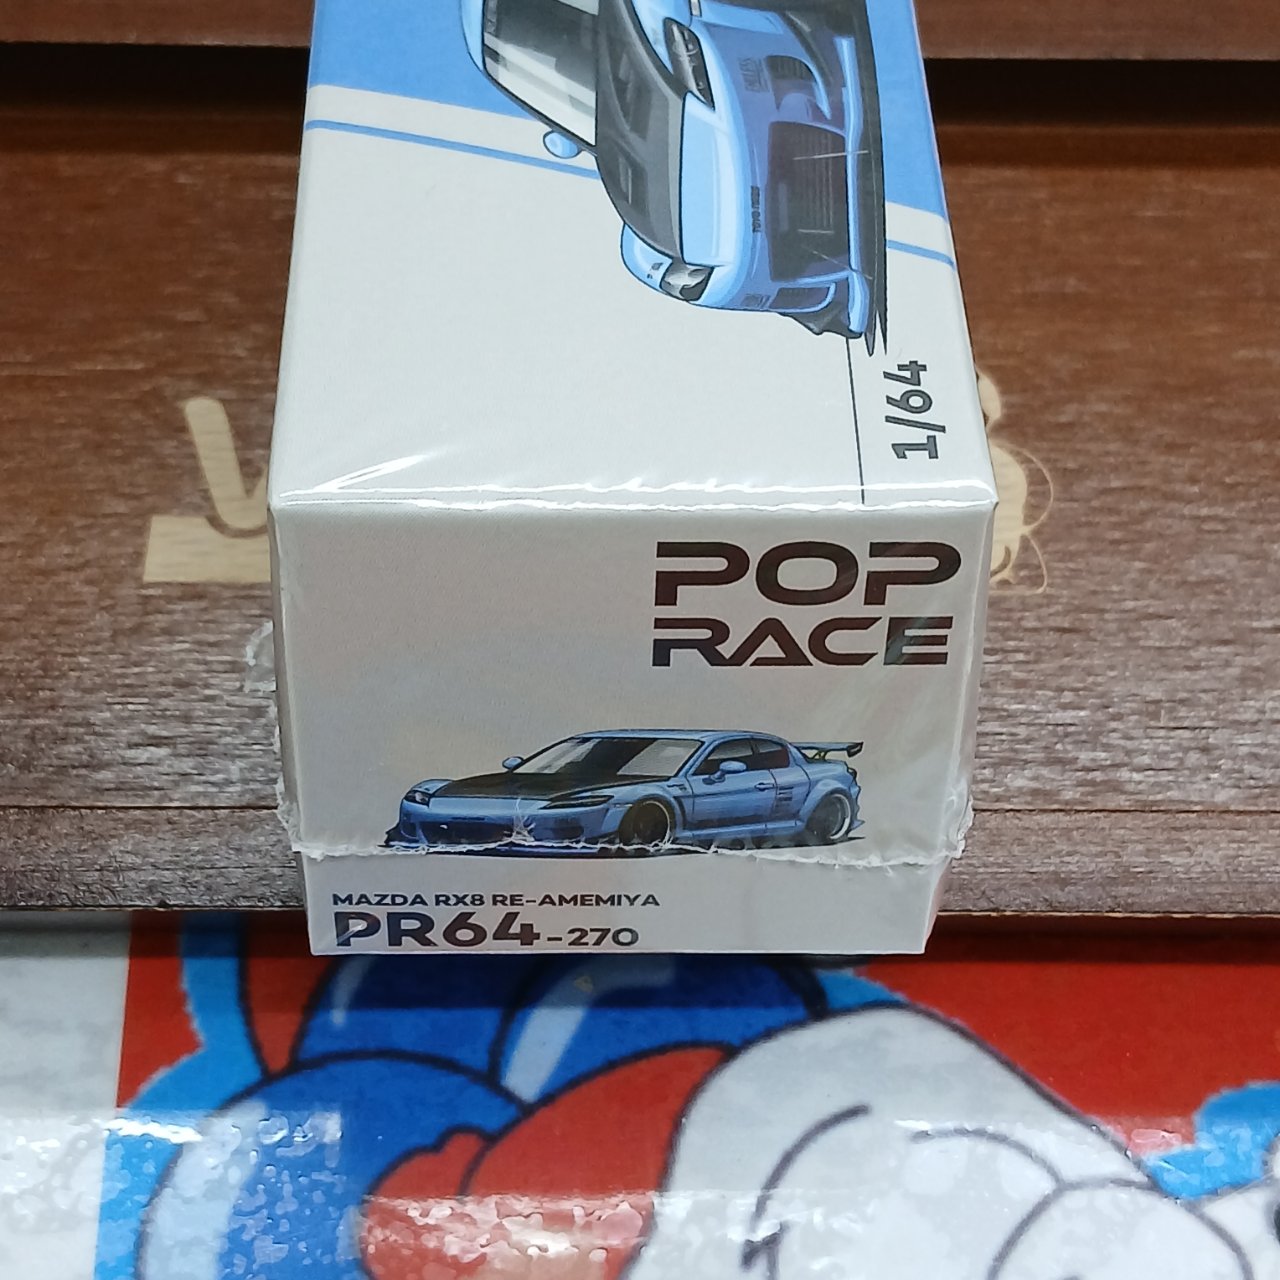 1/64
POP
RACE
MAZDA RX8 RE-AMEMIYA
PR64-270